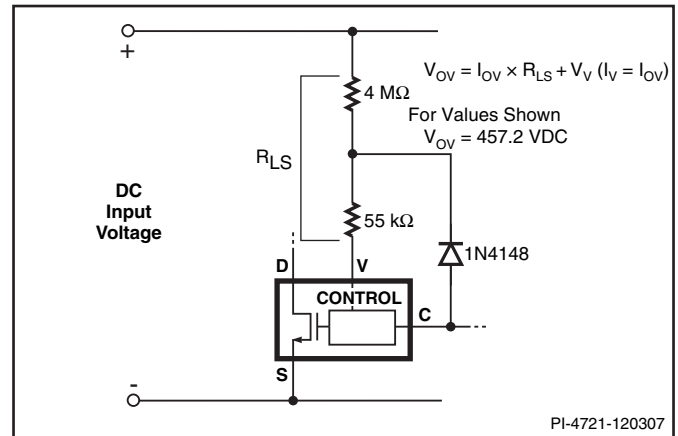 +
V_OV = I_OV × R_LS + V_V (I_V = I_OV)
4 MΩ
For Values Shown
V_OV = 457.2 VDC
R_LS
DC
Input
Voltage
55 kΩ
1N4148
D
V
CONTROL
C
S
-
PI-4721-120307